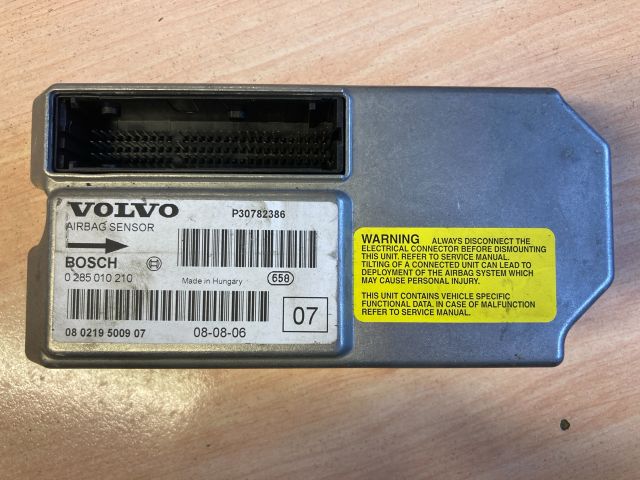 VOLVO
P30782386
AIRBAG SENSOR
BOSCH
0 285 010 210
Made in Hungary
658
08 0219 5009 07
08-08-06
07
WARNING ALWAYS DISCONNECT THE
ELECTRICAL CONNECTOR BEFORE DISMOUNTING
THIS UNIT. REFER TO SERVICE MANUAL.
TILTING OF A CONNECTED UNIT CAN LEAD TO
DEPLOYMENT OF THE AIRBAG SYSTEM WHICH
MAY CAUSE PERSONAL INJURY.
THIS UNIT CONTAINS VEHICLE SPECIFIC
FUNCTIONAL DATA. IN CASE OF MALFUNCTION
REFER TO SERVICE MANUAL.